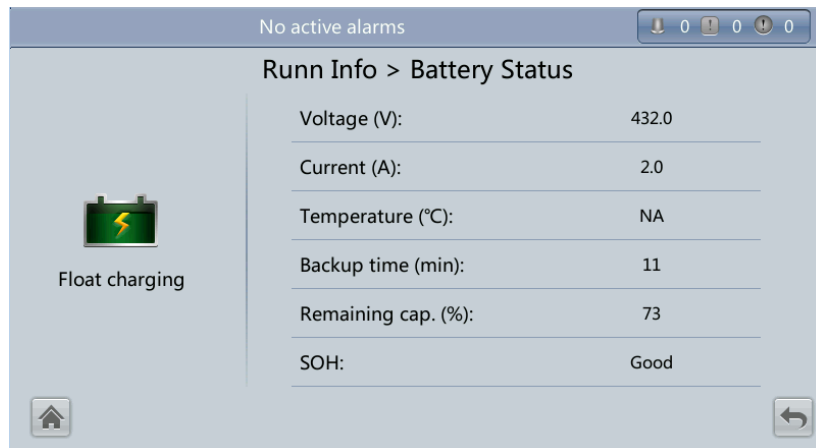 No active alarms 0 0 0
Runn Info > Battery Status
Voltage (V): 432.0
Current (A): 2.0
Temperature (℃): NA
Backup time (min): 11
Float charging
Remaining cap. (%): 73
SOH: Good